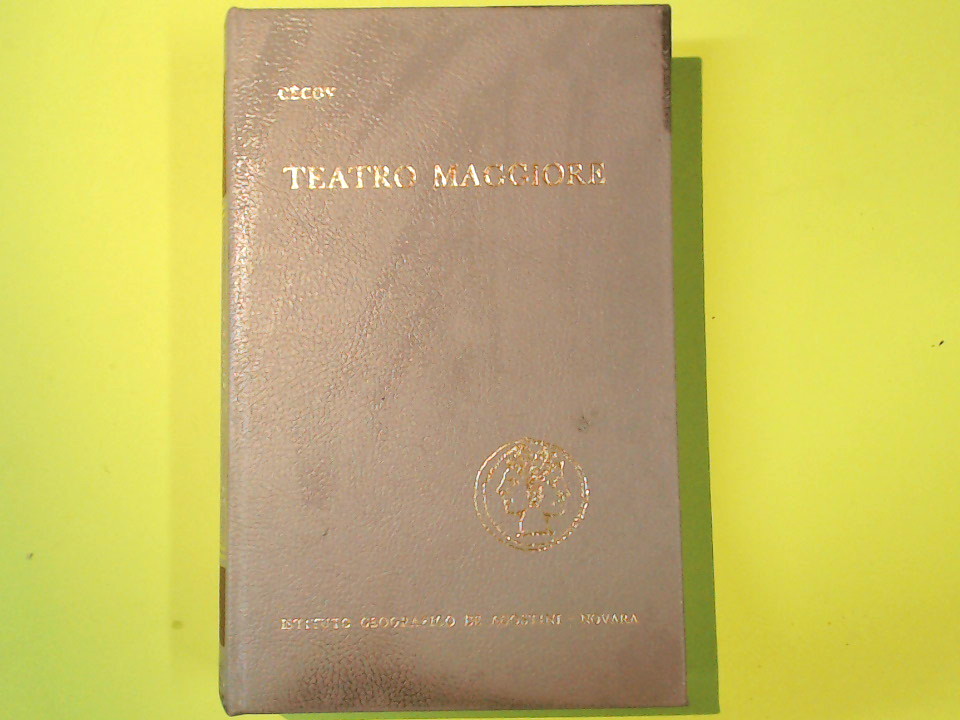 CECOV
TEATRO MAGGIORE
ISTITUTO GEOGRAFICO DE AGOSTINI - NOVARA